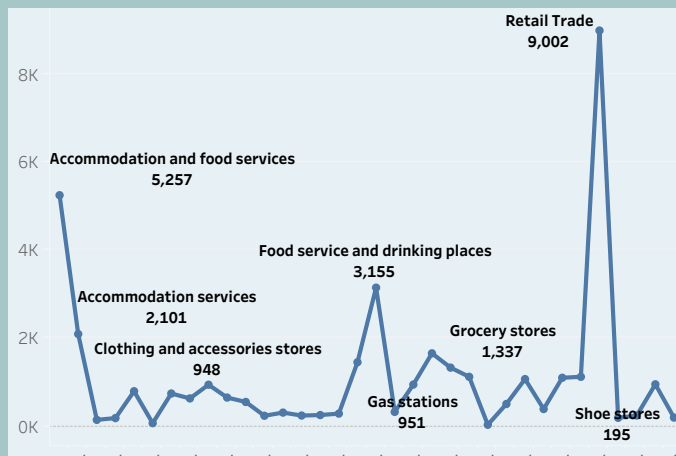 Retail Trade
9,002
8K
6K
Accommodation and food services
5,257
4K
Food service and drinking places
3,155
Accommodation services
2,101
2K
Grocery stores
1,337
Clothing and accessories stores
948
Gas stations
951
Shoe stores
195
0K